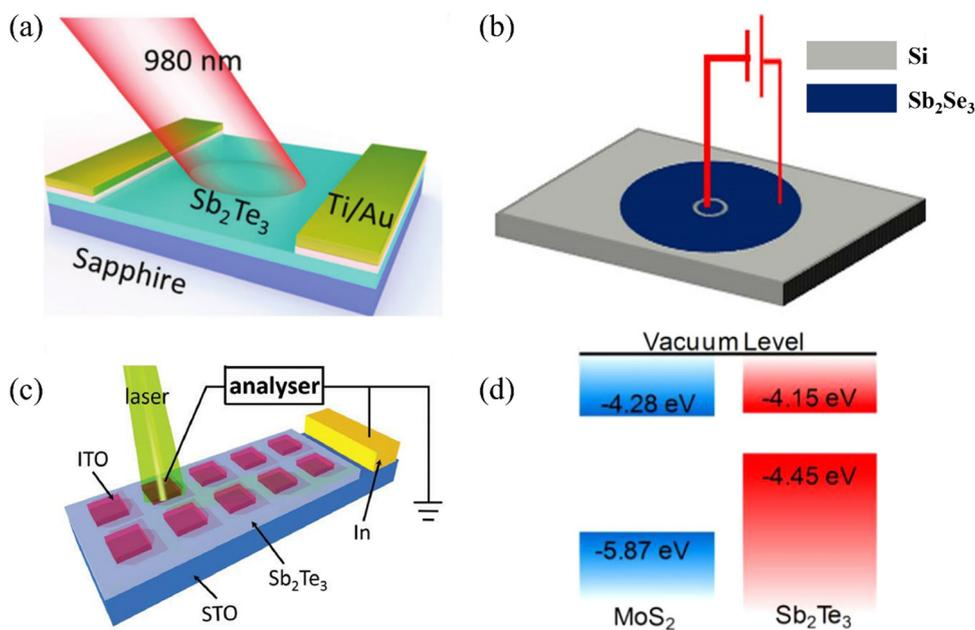 (a)
980 nm
Sb₂Te₃
Ti/Au
Sapphire
(b)
Si
Sb₂Se₃
(c)
laser
analyser
ITO
In
Sb₂Te₃
STO
(d)
Vacuum Level
-4.28 eV
-4.15 eV
-4.45 eV
-5.87 eV
MoS₂
Sb₂Te₃